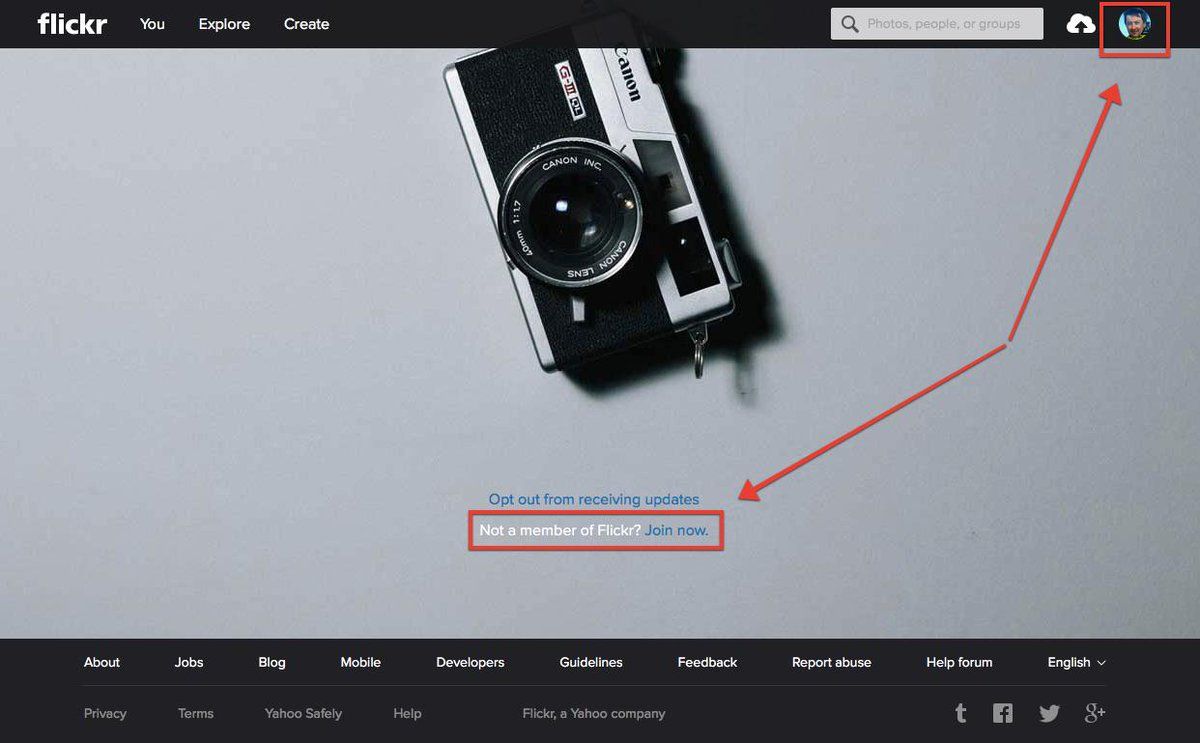 flickr
You
Explore
Create
Photos, people, or groups
Canon
G-III QL
CANON INC.
40mm 1:1.7
CANON LENS
Opt out from receiving updates
Not a member of Flickr? Join now.
About
Jobs
Blog
Mobile
Developers
Guidelines
Feedback
Report abuse
Help forum
English
Privacy
Terms
Yahoo Safely
Help
Flickr, a Yahoo company
t
f
g+